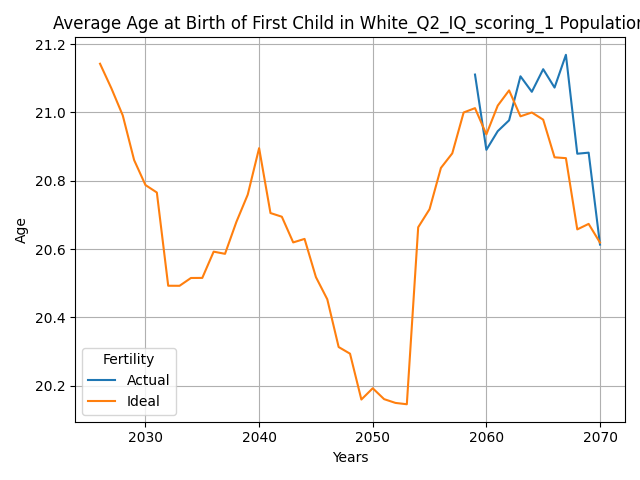 Average Age at Birth of First Child in White_Q2_IQ_scoring_1 Population
21.2
21.0
20.8
20.6
20.4
20.2
Age
Fertility
Actual
Ideal
2030 2040 2050 2060 2070
Years